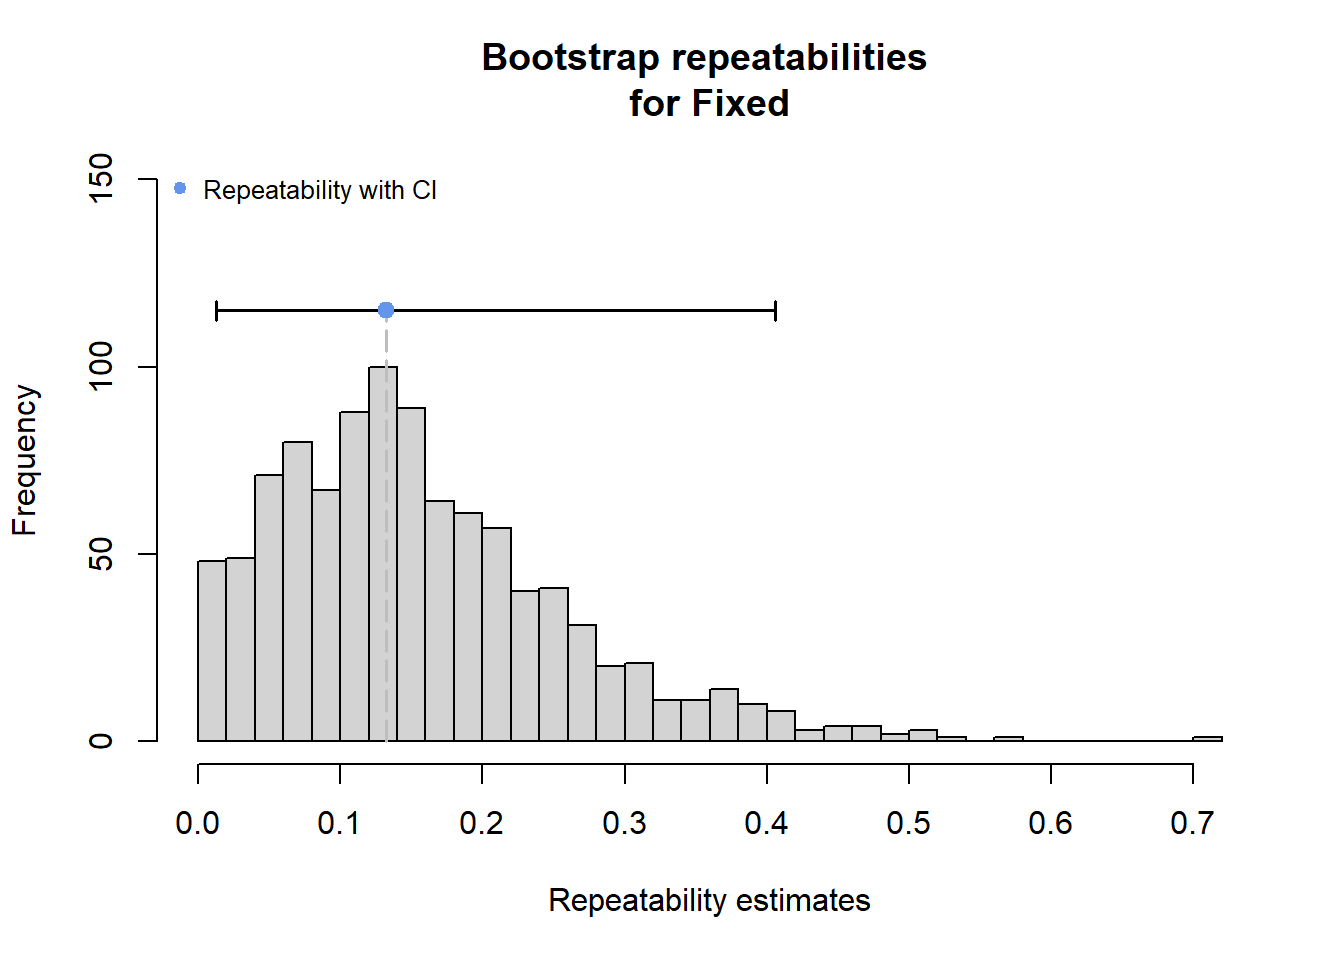 Bootstrap repeatabilities
for Fixed
Repeatability with CI
150
100
50
0
Frequency
0.0 0.1 0.2 0.3 0.4 0.5 0.6 0.7
Repeatability estimates